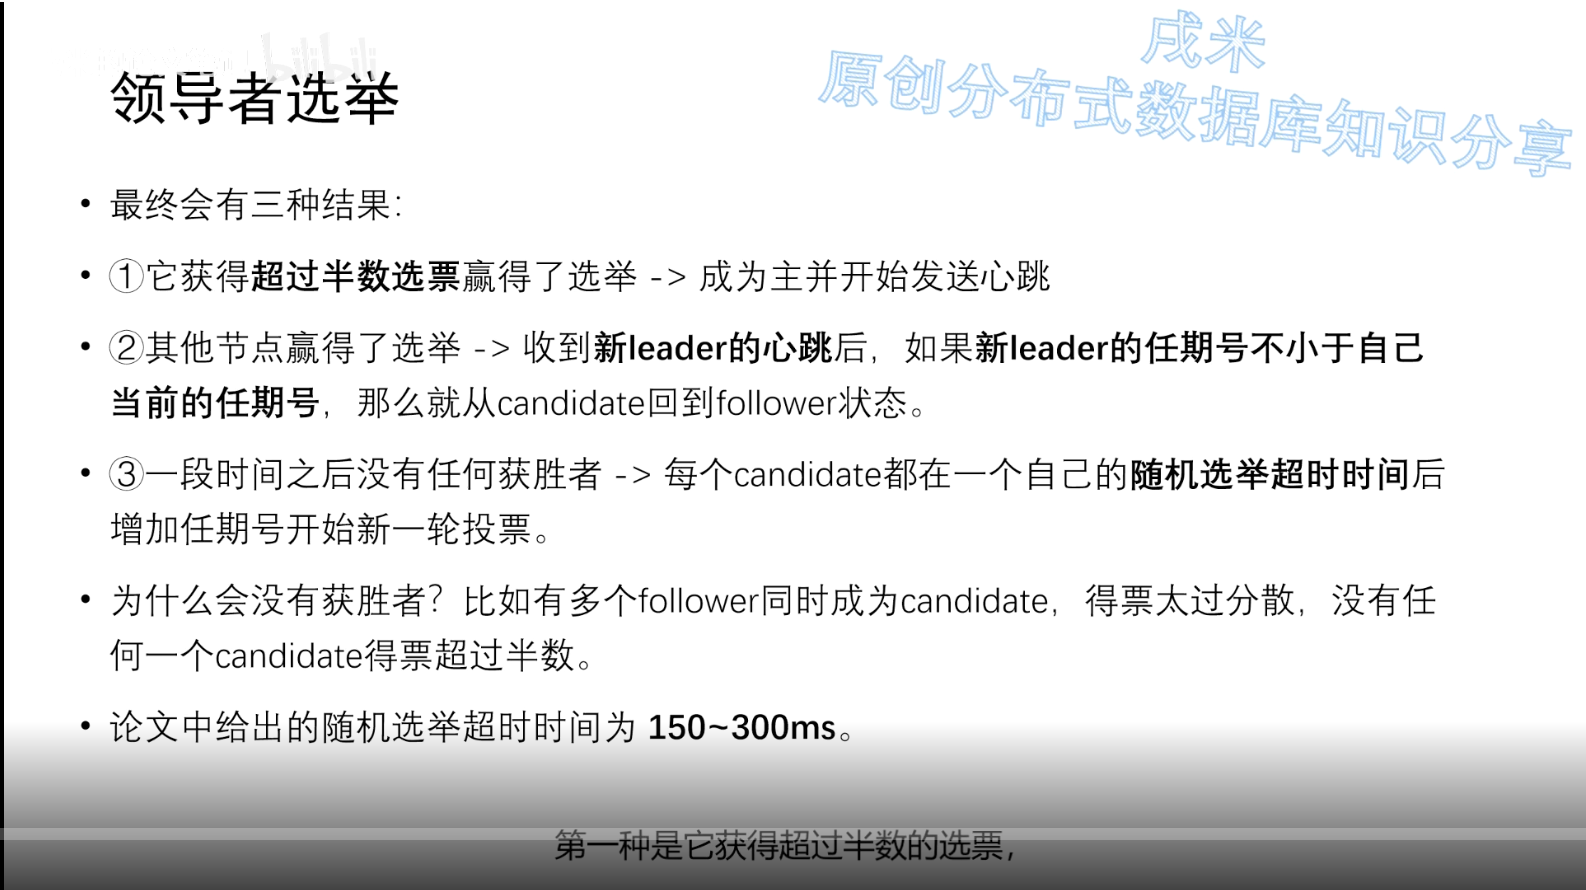 戌米
原创分布式数据库知识分享
bilibili
领导者选举
• 最终会有三种结果：
• ①它获得超过半数选票赢得了选举 -> 成为主并开始发送心跳
• ②其他节点赢得了选举 -> 收到新leader的心跳后，如果新leader的任期号不小于自己
当前的任期号，那么就从candidate回到follower状态。
• ③一段时间之后没有任何获胜者 -> 每个candidate都在一个自己的随机选举超时时间后
增加任期号开始新一轮投票。
• 为什么会没有获胜者？比如有多个follower同时成为candidate，得票太过分散，没有任
何一个candidate得票超过半数。
• 论文中给出的随机选举超时时间为 150~300ms。
第一种是它获得超过半数的选票，